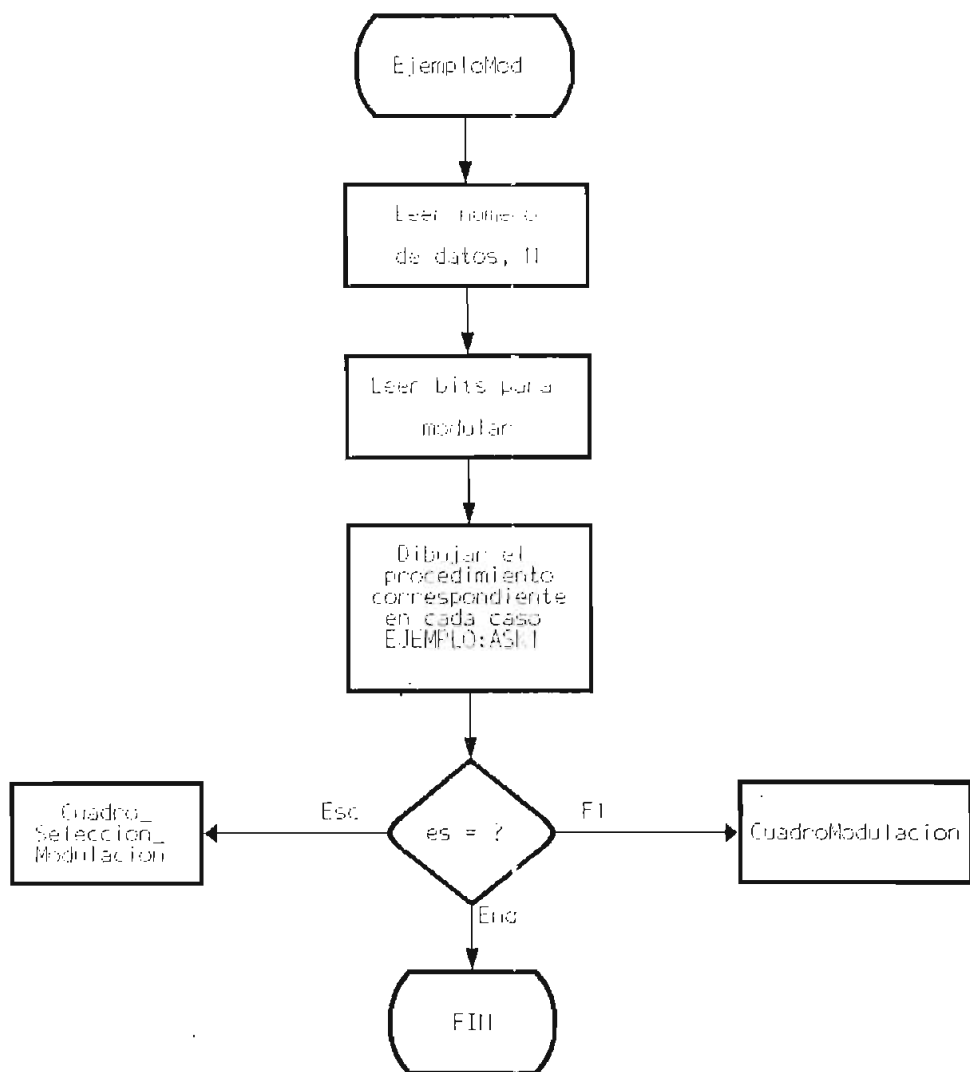 EjemploMod
Leer numero
de datos, N
Leer bits para
modular
Dibujar el
procedimiento
correspondiente
en cada caso
EJEMPLO:ASK1
Esc
F1
Cuadro_
Seleccion_
Modulacion
es = ?
CuadroModulacion
End
FIN